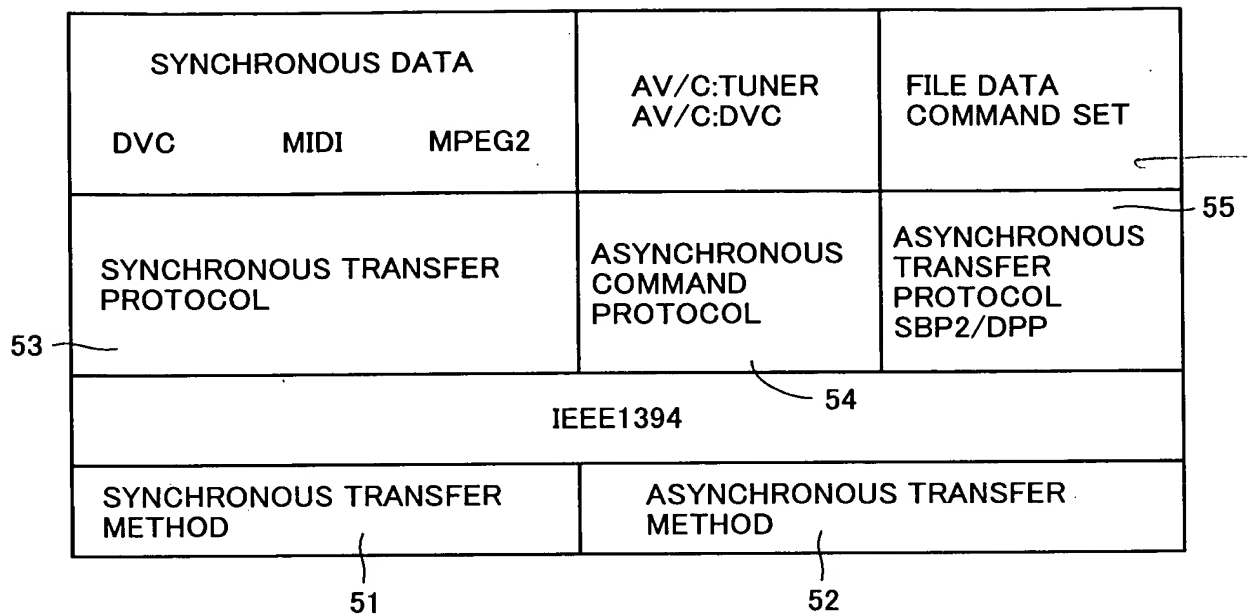 SYNCHRONOUS DATA
DVC MIDI MPEG2
AV/C:TUNER
AV/C:DVC
FILE DATA
COMMAND SET
SYNCHRONOUS TRANSFER
PROTOCOL
53
ASYNCHRONOUS
COMMAND
PROTOCOL
54
ASYNCHRONOUS
TRANSFER
PROTOCOL
SBP2/DPP
55
IEEE1394
SYNCHRONOUS TRANSFER
METHOD
51
ASYNCHRONOUS TRANSFER
METHOD
52